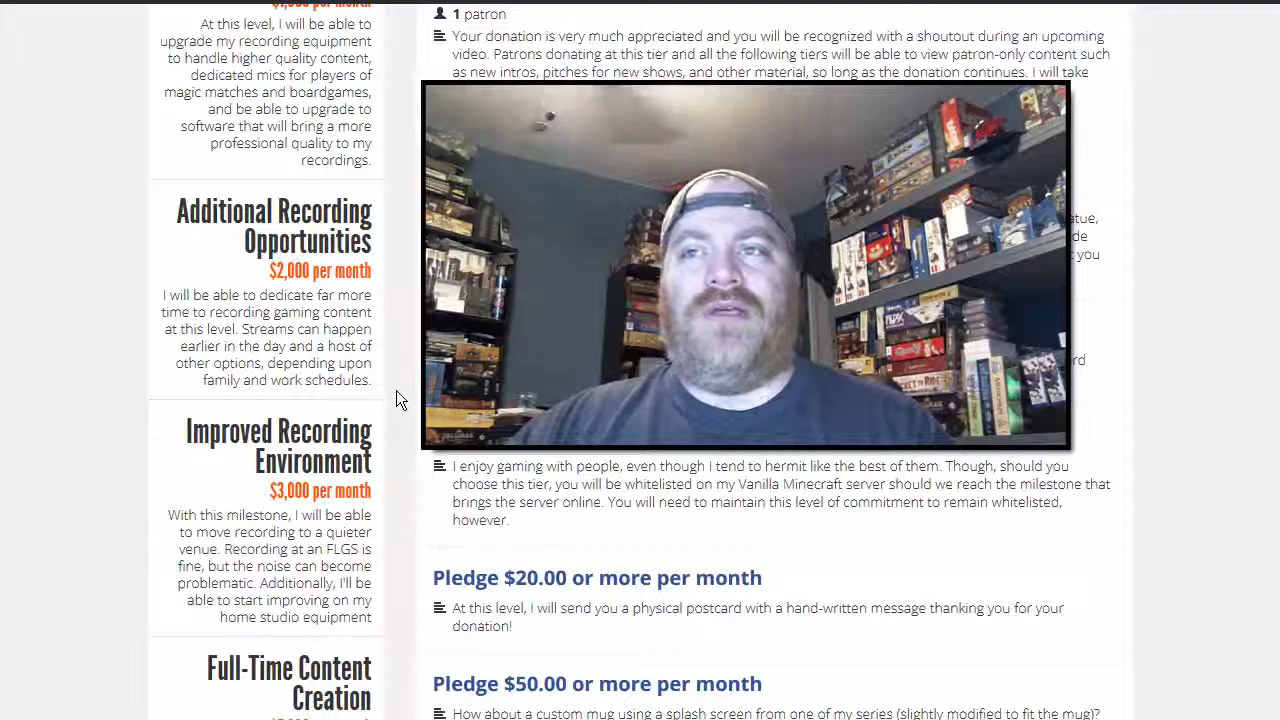 $1,000 per month
At this level, I will be able to
upgrade my recording equipment
to handle higher quality content,
dedicated mics for players of
magic matches and boardgames,
and be able to upgrade to
software that will bring a more
professional quality to my
recordings.
Additional Recording
Opportunities
$2,000 per month
I will be able to dedicate far more
time to recording gaming content
at this level. Streams can happen
earlier in the day and a host of
other options, depending upon
family and work schedules.
Improved Recording
Environment
$3,000 per month
With this milestone, I will be able
to move recording to a quieter
venue. Recording at an FLGS is
fine, but the noise can become
problematic. Additionally, I'll be
able to start improving on my
home studio equipment
Full-Time Content
Creation
1 patron
Your donation is very much appreciated and you will be recognized with a shoutout during an upcoming
video. Patrons donating at this tier and all the following tiers will be able to view patron-only content such
as new intros, pitches for new shows, and other material, so long as the donation continues. I will take
you
TICKET TO RIDE
I enjoy gaming with people, even though I tend to hermit like the best of them. Though, should you
choose this tier, you will be whitelisted on my Vanilla Minecraft server should we reach the milestone that
brings the server online. You will need to maintain this level of commitment to remain whitelisted,
however.
Pledge $20.00 or more per month
At this level, I will send you a physical postcard with a hand-written message thanking you for your
donation!
Pledge $50.00 or more per month
How about a custom mug using a splash screen from one of my series (slightly modified to fit the mug)?